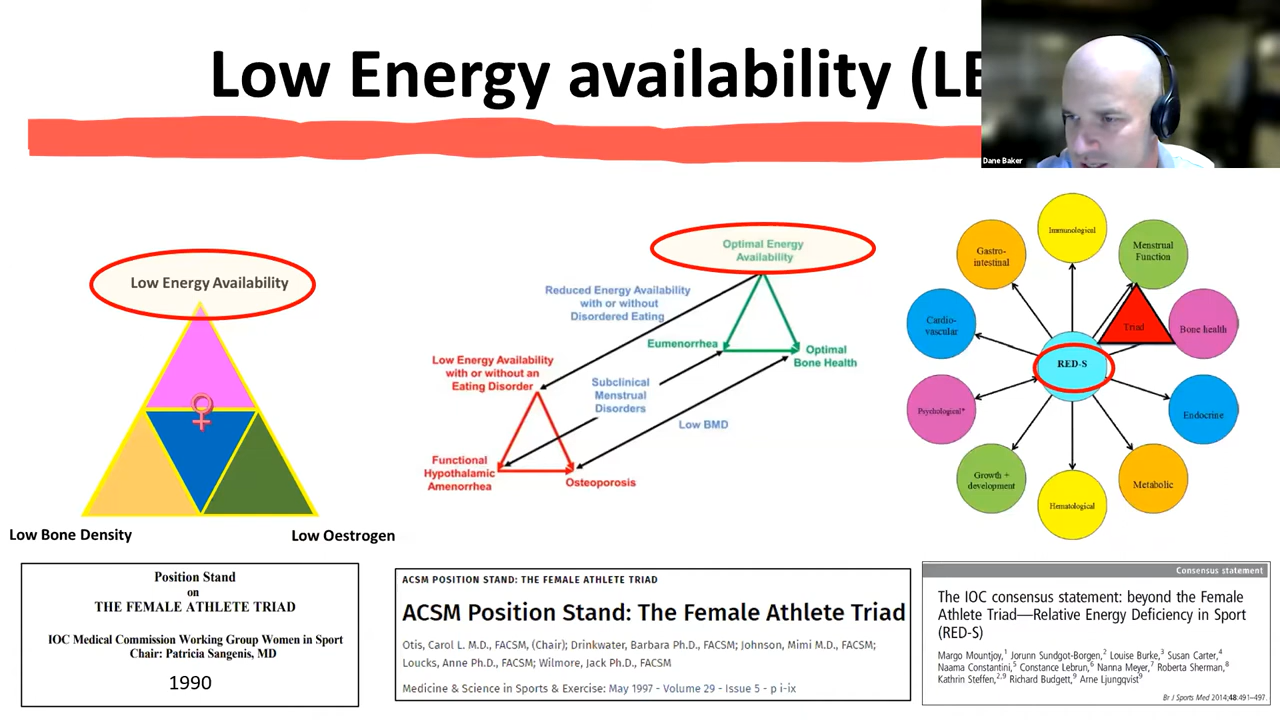 Low Energy availability (LE
Dane Baker
Low Energy Availability
Low Bone Density
Low Oestrogen
Position Stand
on
THE FEMALE ATHLETE TRIAD
IOC Medical Commission Working Group Women in Sport
Chair: Patricia Sangenis, MD
1990
Optimal Energy
Availability
Reduced Energy Availability
with or without
Disordered Eating
Eumenorrhea
Optimal
Bone Health
Low Energy Availability
with or without an
Eating Disorder
Subclinical
Menstrual
Disorders
Low BMD
Functional
Hypothalamic
Amenorrhea
Osteoporosis
ACSM POSITION STAND: THE FEMALE ATHLETE TRIAD
ACSM Position Stand: The Female Athlete Triad
Otis, Carol L. M.D., FACSM, (Chair); Drinkwater, Barbara Ph.D., FACSM; Johnson, Mimi M.D., FACSM;
Loucks, Anne Ph.D., FACSM; Wilmore, Jack Ph.D., FACSM
Medicine & Science in Sports & Exercise: May 1997 - Volume 29 - Issue 5 - p i-ix
Immunological
Menstrual
Function
Gastro-
intestinal
Triad
Bone health
Cardio-
vascular
RED-S
Psychological*
Endocrine
Growth +
development
Metabolic
Hematological
Consensus statement
The IOC consensus statement: beyond the Female
Athlete Triad—Relative Energy Deficiency in Sport
(RED-S)
Margo Mountjoy,1 Jorunn Sundgot-Borgen,2 Louise Burke,3 Susan Carter,4
Naama Constantini,5 Constance Lebrun,6 Nanna Meyer,7 Roberta Sherman,8
Kathrin Steffen,2,9 Richard Budgett,9 Arne Ljungqvist9
Br J Sports Med 2014;48:491–497.